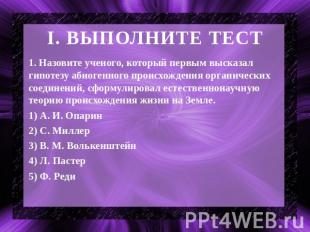 I. ВЫПОЛНИТЕ ТЕСТ
1. Назовите ученого, который первым высказал
гипотезу абиогенного происхождения органических
соединений, сформулировал естественнонаучную
теорию происхождения жизни на Земле.
1) А. И. Опарин
2) С. Миллер
3) В. М. Волькенштейн
4) Л. Пастер
5) Ф. Реди
PPt4WEB.ru